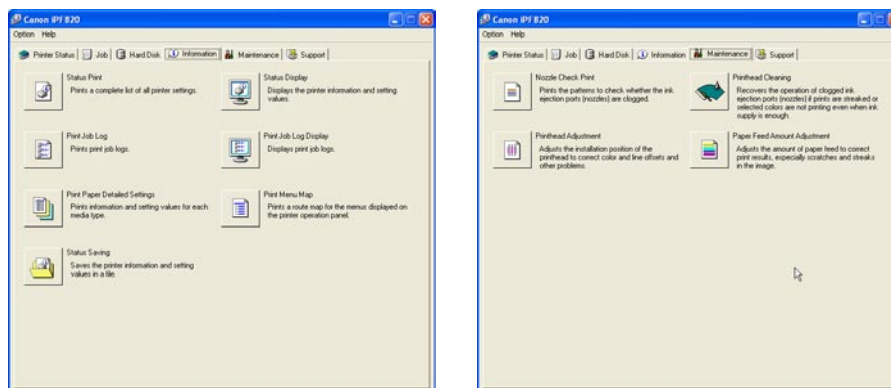 Canon iPF820
Option Help
Printer Status Job Hard Disk Information Maintenance Support
Status Print
Prints a complete list of all printer settings.
Status Display
Displays the printer information and setting
values.
Print Job Log
Prints print job logs.
Print Job Log Display
Displays print job logs.
Print Paper Detailed Settings
Prints information and setting values for each
media type.
Print Menu Map
Prints a route map for the menus displayed on
the printer operation panel.
Status Saving
Saves the printer information and setting
values in a file.
Canon iPF820
Option Help
Printer Status Job Hard Disk Information Maintenance Support
Nozzle Check Print
Prints the patterns to check whether the ink
ejection ports (nozzles) are clogged.
Printhead Cleaning
Recovers the operation of clogged ink
ejection ports (nozzles) if prints are streaked or
selected colors are not printing even when ink
supply is enough.
Printhead Adjustment
Adjusts the installation position of the
printhead to correct color and line offsets and
other problems.
Paper Feed Amount Adjustment
Adjusts the amount of paper feed to correct
print results, especially scratches and streaks
in the image.